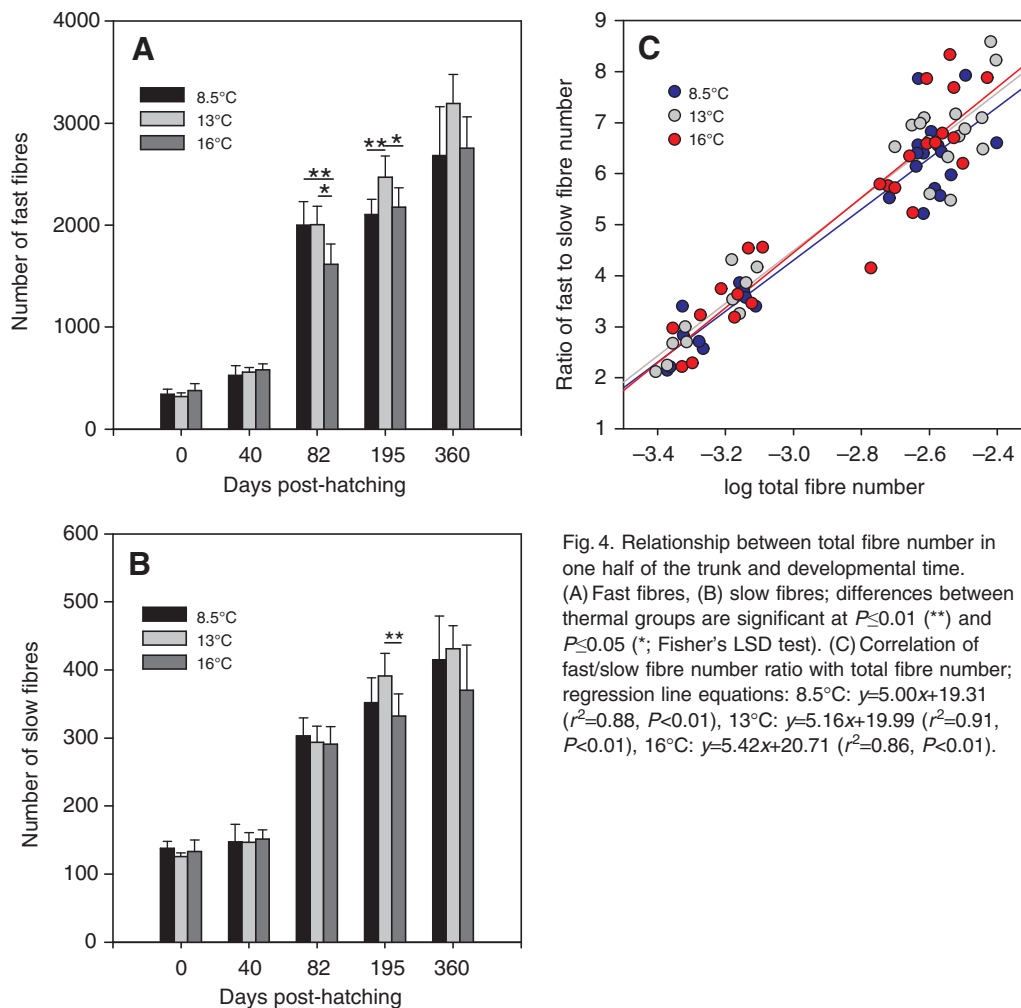 4000
3000
2000
1000
0
Number of fast fibres
A
8.5°C
13°C
16°C
**
*
**
*
0 40 82 195 360
Days post-hatching
9
8
7
6
5
4
3
2
1
Ratio of fast to slow fibre number
C
8.5°C
13°C
16°C
–3.4 –3.2 –3.0 –2.8 –2.6 –2.4
log total fibre number
600
500
400
300
200
100
0
Number of slow fibres
B
8.5°C
13°C
16°C
**
0 40 82 195 360
Days post-hatching
Fig. 4. Relationship between total fibre number in
one half of the trunk and developmental time.
(A) Fast fibres, (B) slow fibres; differences between
thermal groups are significant at P≤0.01 (**) and
P≤0.05 (*; Fisher's LSD test). (C) Correlation of
fast/slow fibre number ratio with total fibre number;
regression line equations: 8.5°C: y=5.00x+19.31
(r²=0.88, P<0.01), 13°C: y=5.16x+19.99 (r²=0.91,
P<0.01), 16°C: y=5.42x+20.71 (r²=0.86, P<0.01).